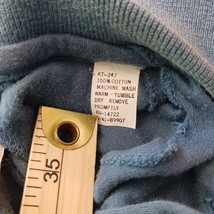 KT-347
100% COTTON
MACHINE WASH
WARM - TUMBLE
DRY REMOVE
PROMPTLY
RN-14722
35